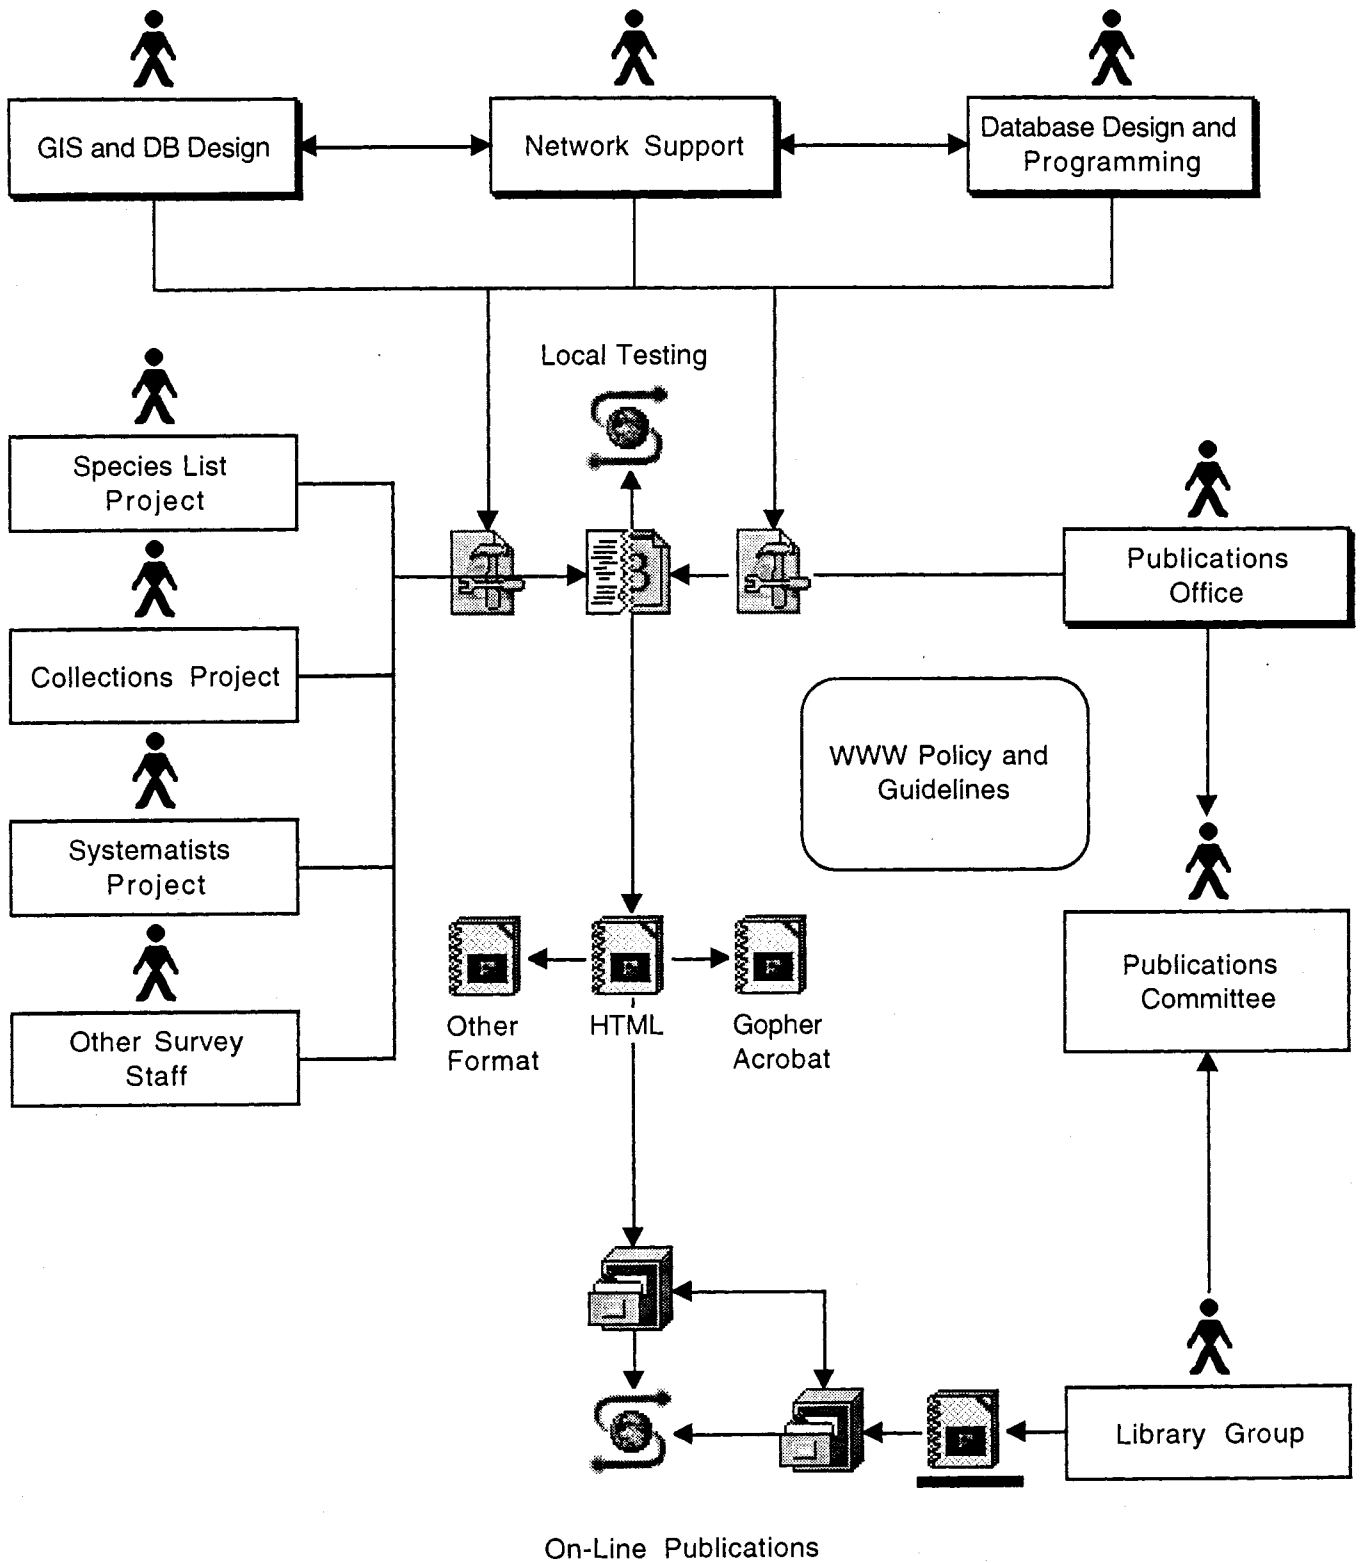 GIS and DB Design
Network Support
Database Design and
Programming
Local Testing
Species List
Project
Publications
Office
Collections Project
WWW Policy and
Guidelines
Systematists
Project
Publications
Committee
Other
Format
HTML
Gopher
Acrobat
Other Survey
Staff
Library Group
On-Line Publications